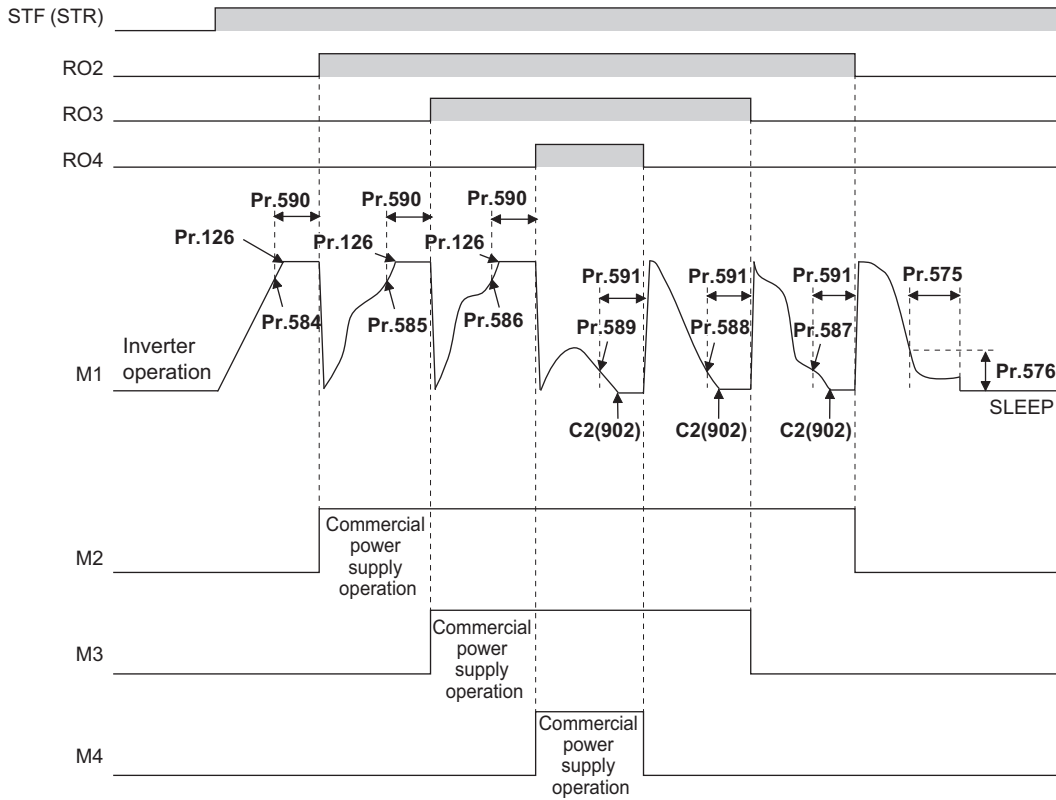 STF (STR)
RO2
RO3
RO4
Pr.590
Pr.590
Pr.590
Pr.126
Pr.126
Pr.126
Pr.591
Pr.591
Pr.591
Pr.575
Pr.584
Pr.585
Pr.586
Pr.589
Pr.588
Pr.587
Pr.576
Inverter
operation
M1
SLEEP
C2(902)
C2(902)
C2(902)
M2
Commercial
power
supply
operation
M3
Commercial
power
supply
operation
M4
Commercial
power
supply
operation